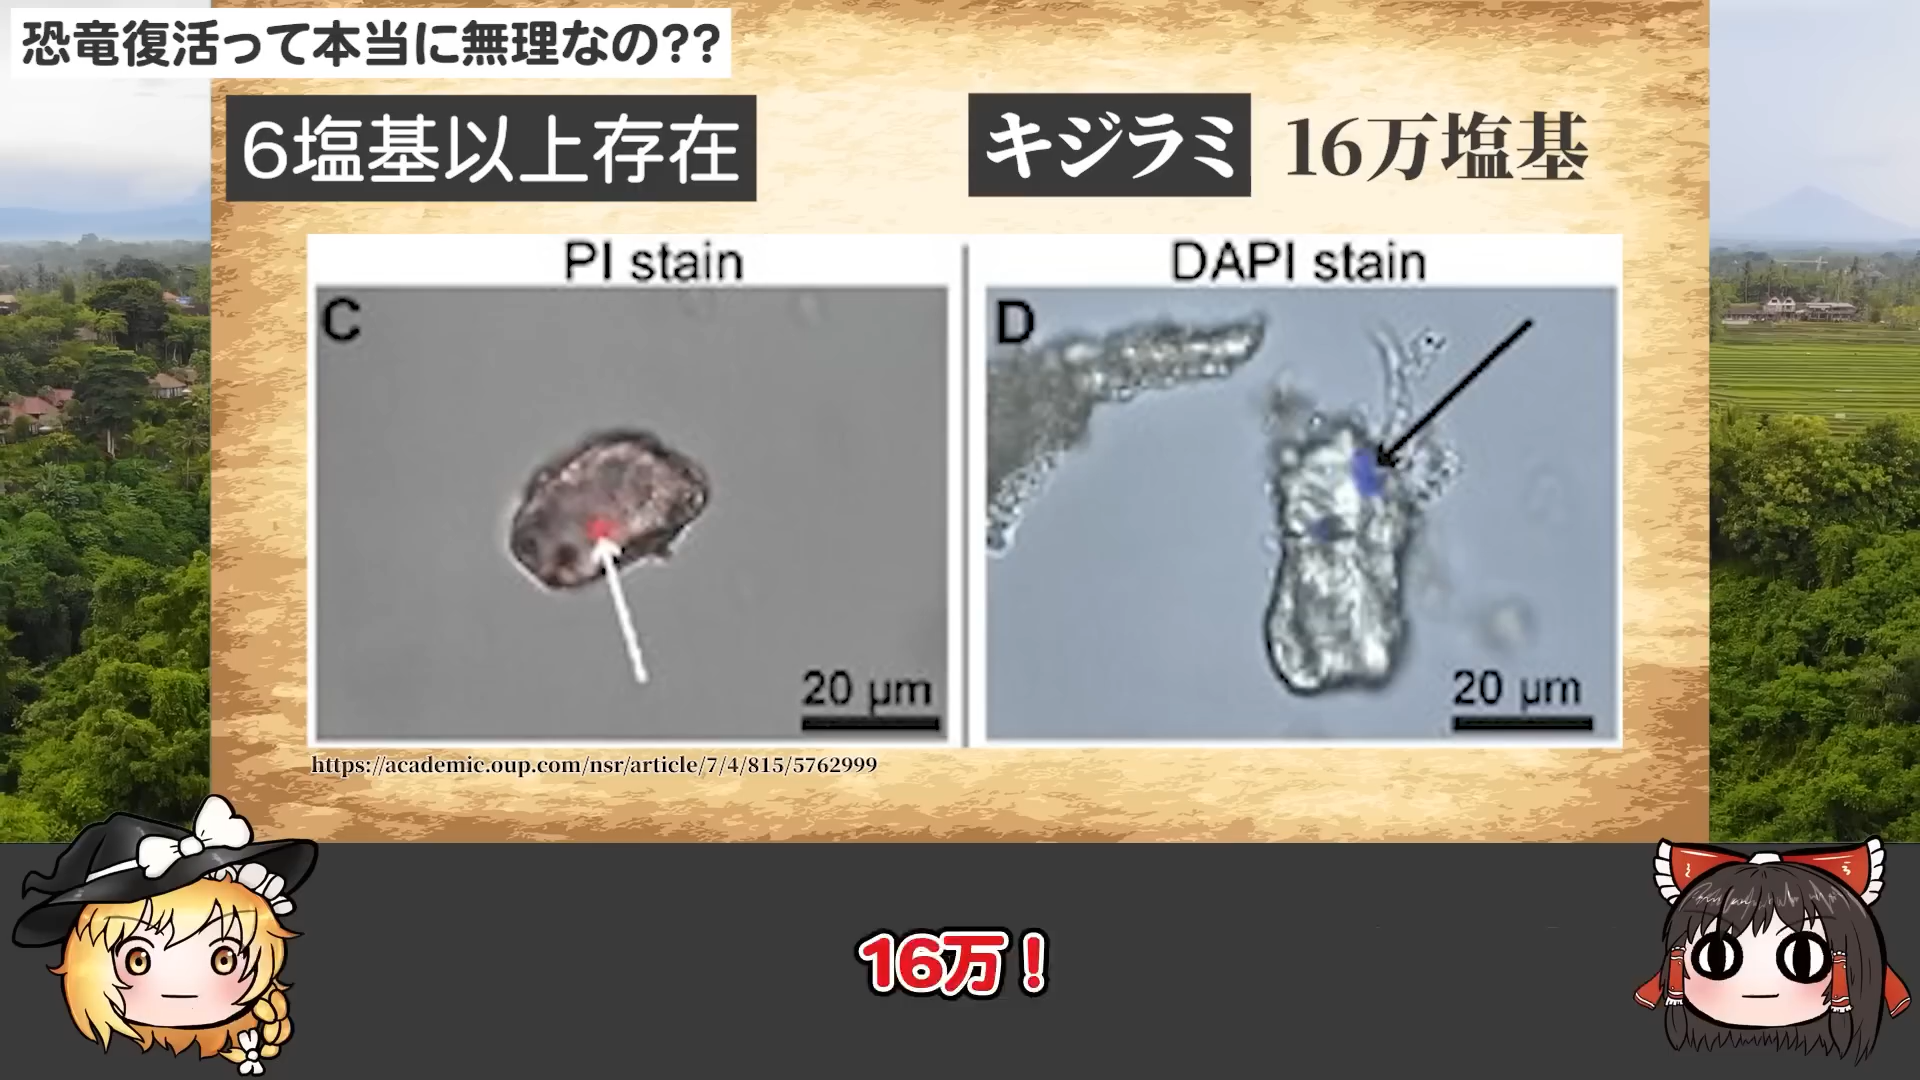 恐竜復活って本当に無理なの??
6塩基以上存在
キジラミ 16万塩基
PI stain
DAPI stain
C
D
20 μm
20 μm
https://academic.oup.com/nsr/article/7/4/815/5762999
16万！